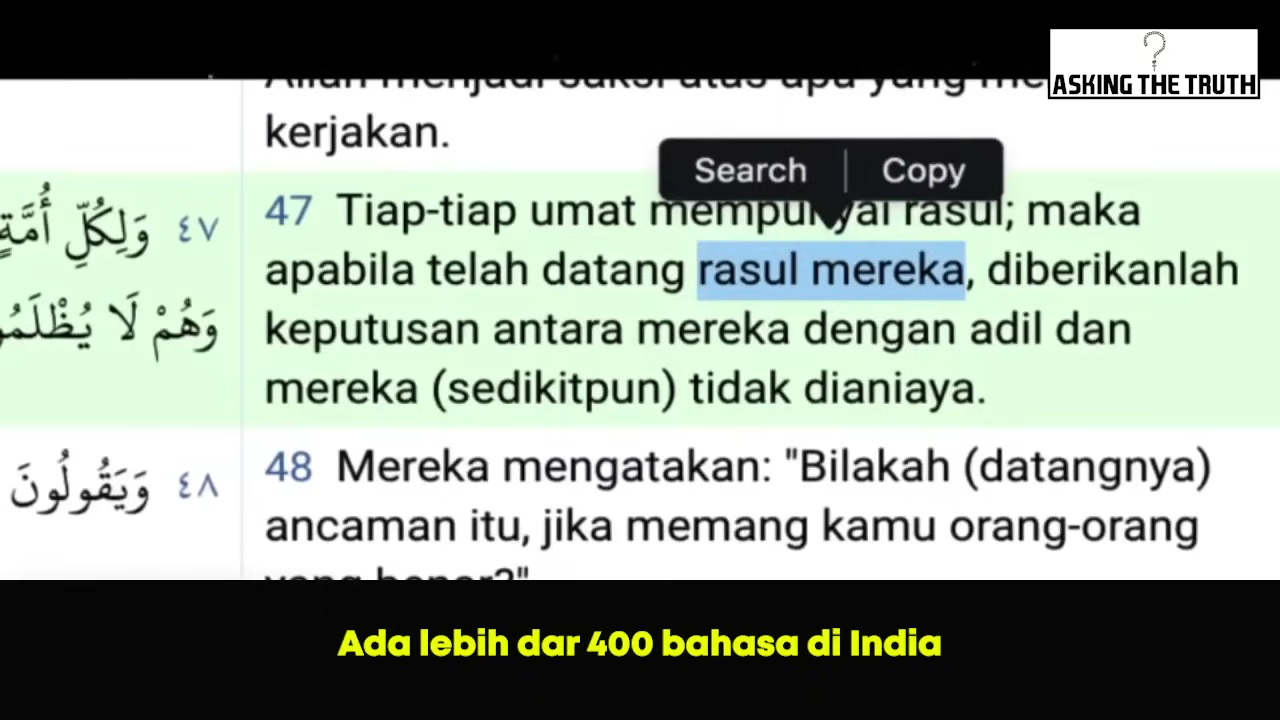 ASKING THE TRUTH
kerjakan.
Search
Copy
47 Tiap-tiap umat mempunyai rasul; maka
apabila telah datang rasul mereka, diberikanlah
keputusan antara mereka dengan adil dan
mereka (sedikitpun) tidak dianiaya.
٤٧ وَلِكُلِّ أُمَّةٍ
وَهُمْ لَا
48 Mereka mengatakan: "Bilakah (datangnya)
ancaman itu, jika memang kamu orang-orang
٤٨ وَيَقُولُونَ
Ada lebih dar 400 bahasa di India